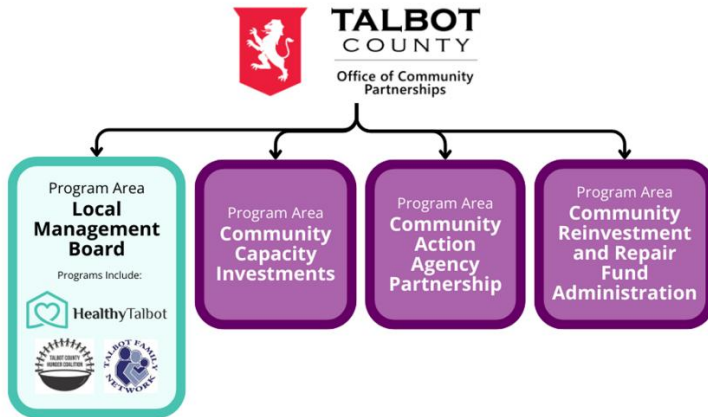 TALBOT
COUNTY
Office of Community
Partnerships
Program Area
Local
Management
Board
Programs Include:
HealthyTalbot
TALBOT COUNTY
HUNGER COALITION
TALBOT FAMILY
NETWORK
Program Area
Community
Capacity
Investments
Program Area
Community
Action
Agency
Partnership
Program Area
Community
Reinvestment
and Repair
Fund
Administration